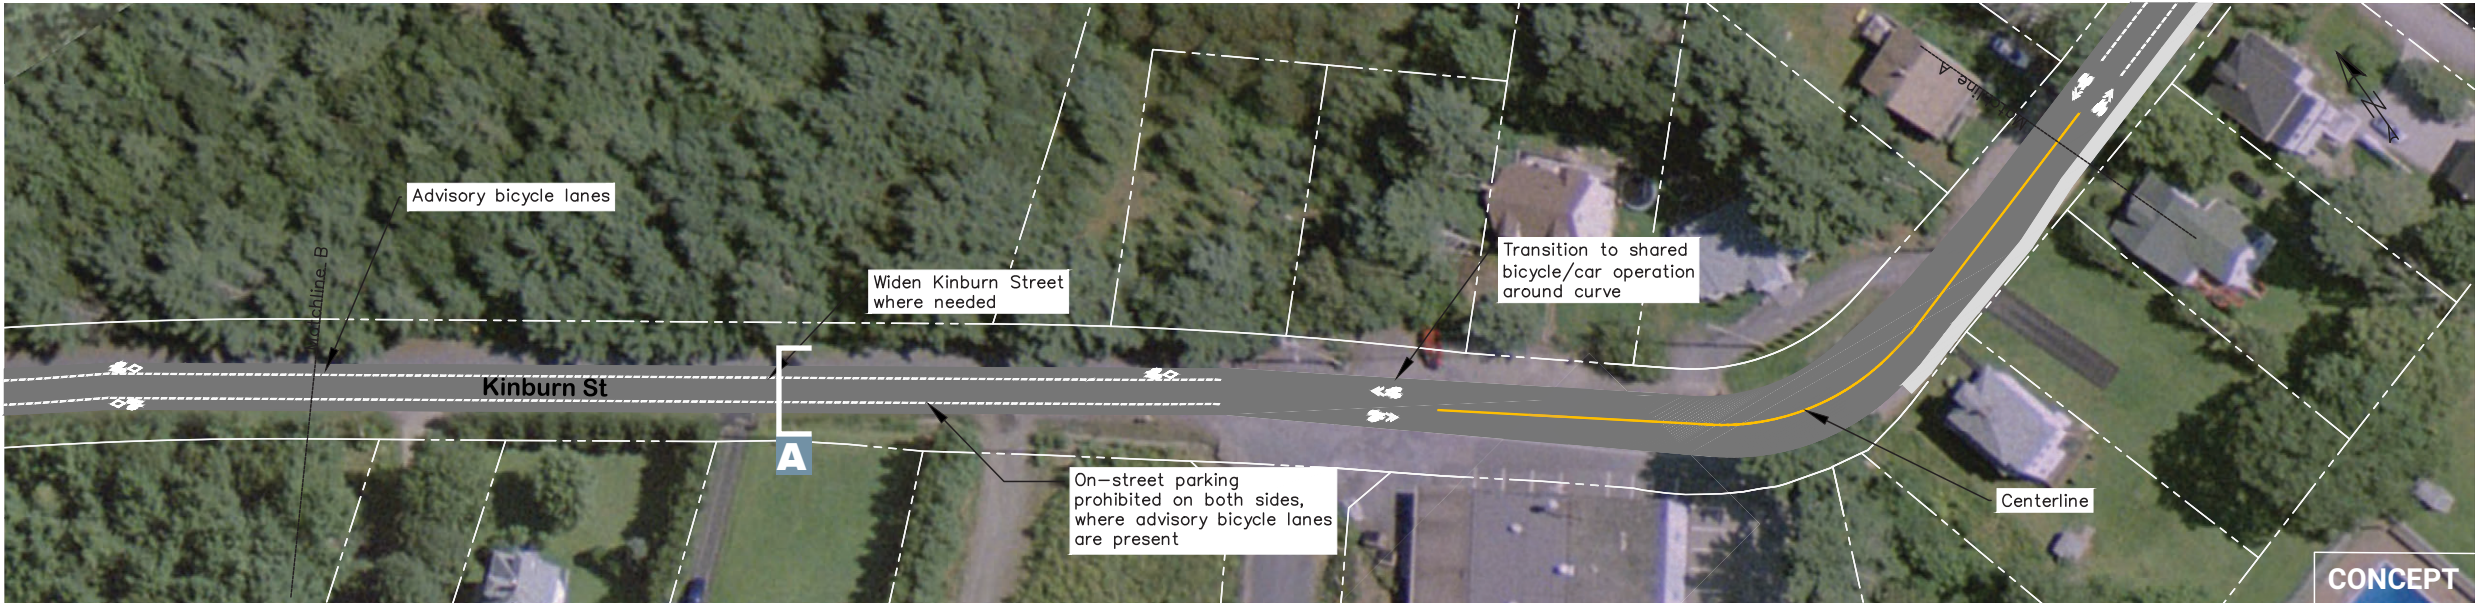 Advisory bicycle lanes
Matchline B
Kinburn St
Widen Kinburn Street
where needed
A
On-street parking
prohibited on both sides,
where advisory bicycle lanes
are present
Transition to shared
bicycle/car operation
around curve
Centerline
N
CONCEPT